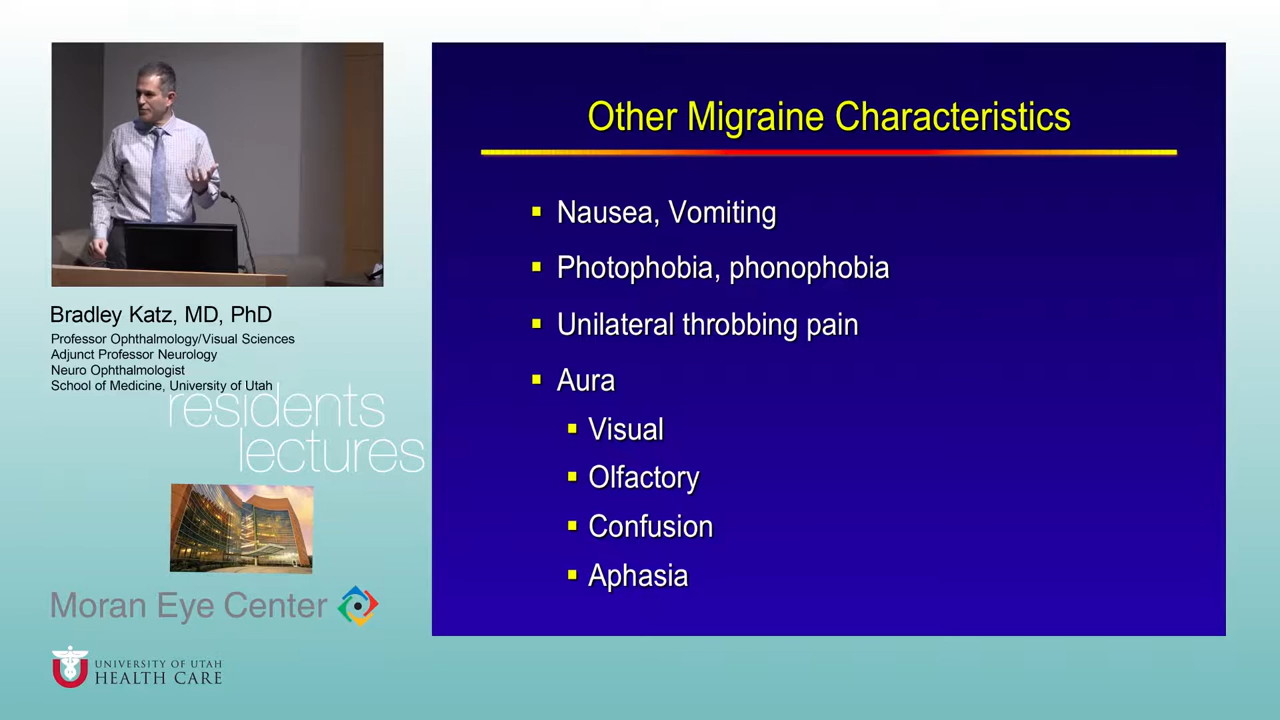 Other Migraine Characteristics
Nausea, Vomiting
Photophobia, phonophobia
Unilateral throbbing pain
Aura
Visual
Olfactory
Confusion
Aphasia
Bradley Katz, MD, PhD
Professor Ophthalmology/Visual Sciences
Adjunct Professor Neurology
Neuro Ophthalmologist
School of Medicine, University of Utah
residents
lectures
Moran Eye Center
UNIVERSITY OF UTAH
HEALTH CARE